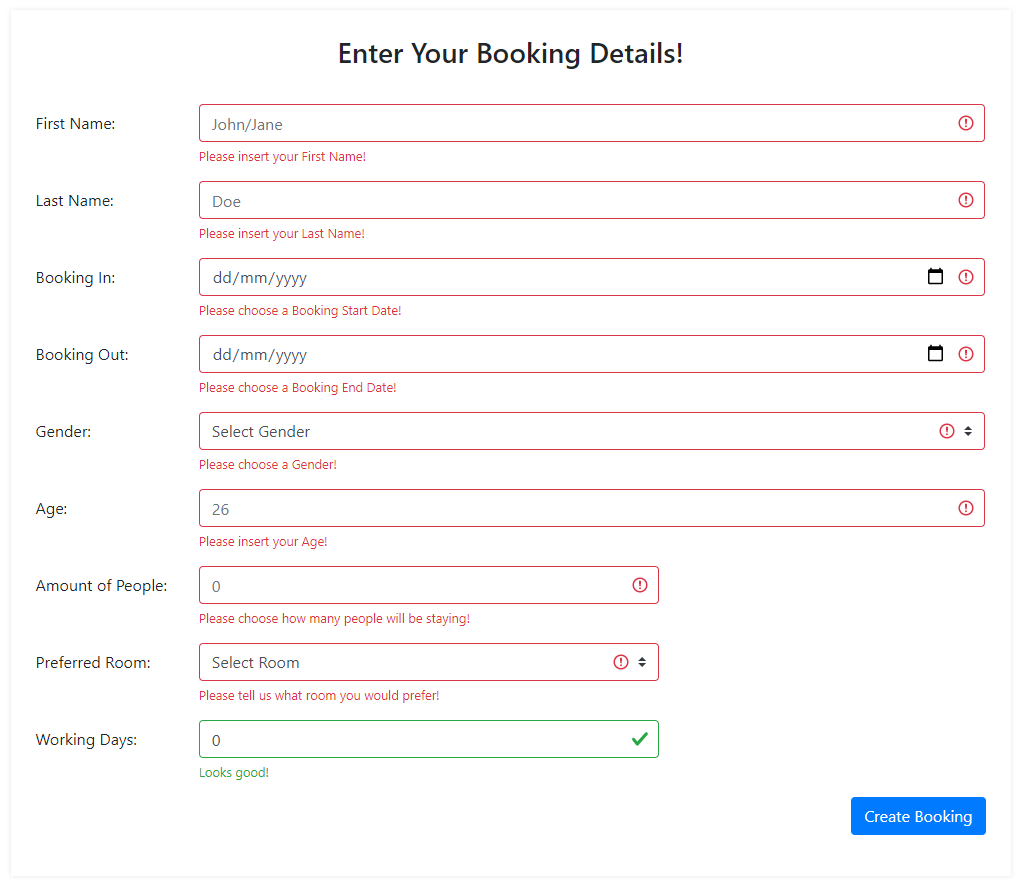 Enter Your Booking Details!
First Name:
John/Jane
Please insert your First Name!
Last Name:
Doe
Please insert your Last Name!
Booking In:
dd/mm/yyyy
Please choose a Booking Start Date!
Booking Out:
dd/mm/yyyy
Please choose a Booking End Date!
Gender:
Select Gender
Please choose a Gender!
Age:
26
Please insert your Age!
Amount of People:
0
Please choose how many people will be staying!
Preferred Room:
Select Room
Please tell us what room you would prefer!
Working Days:
0
Looks good!
Create Booking